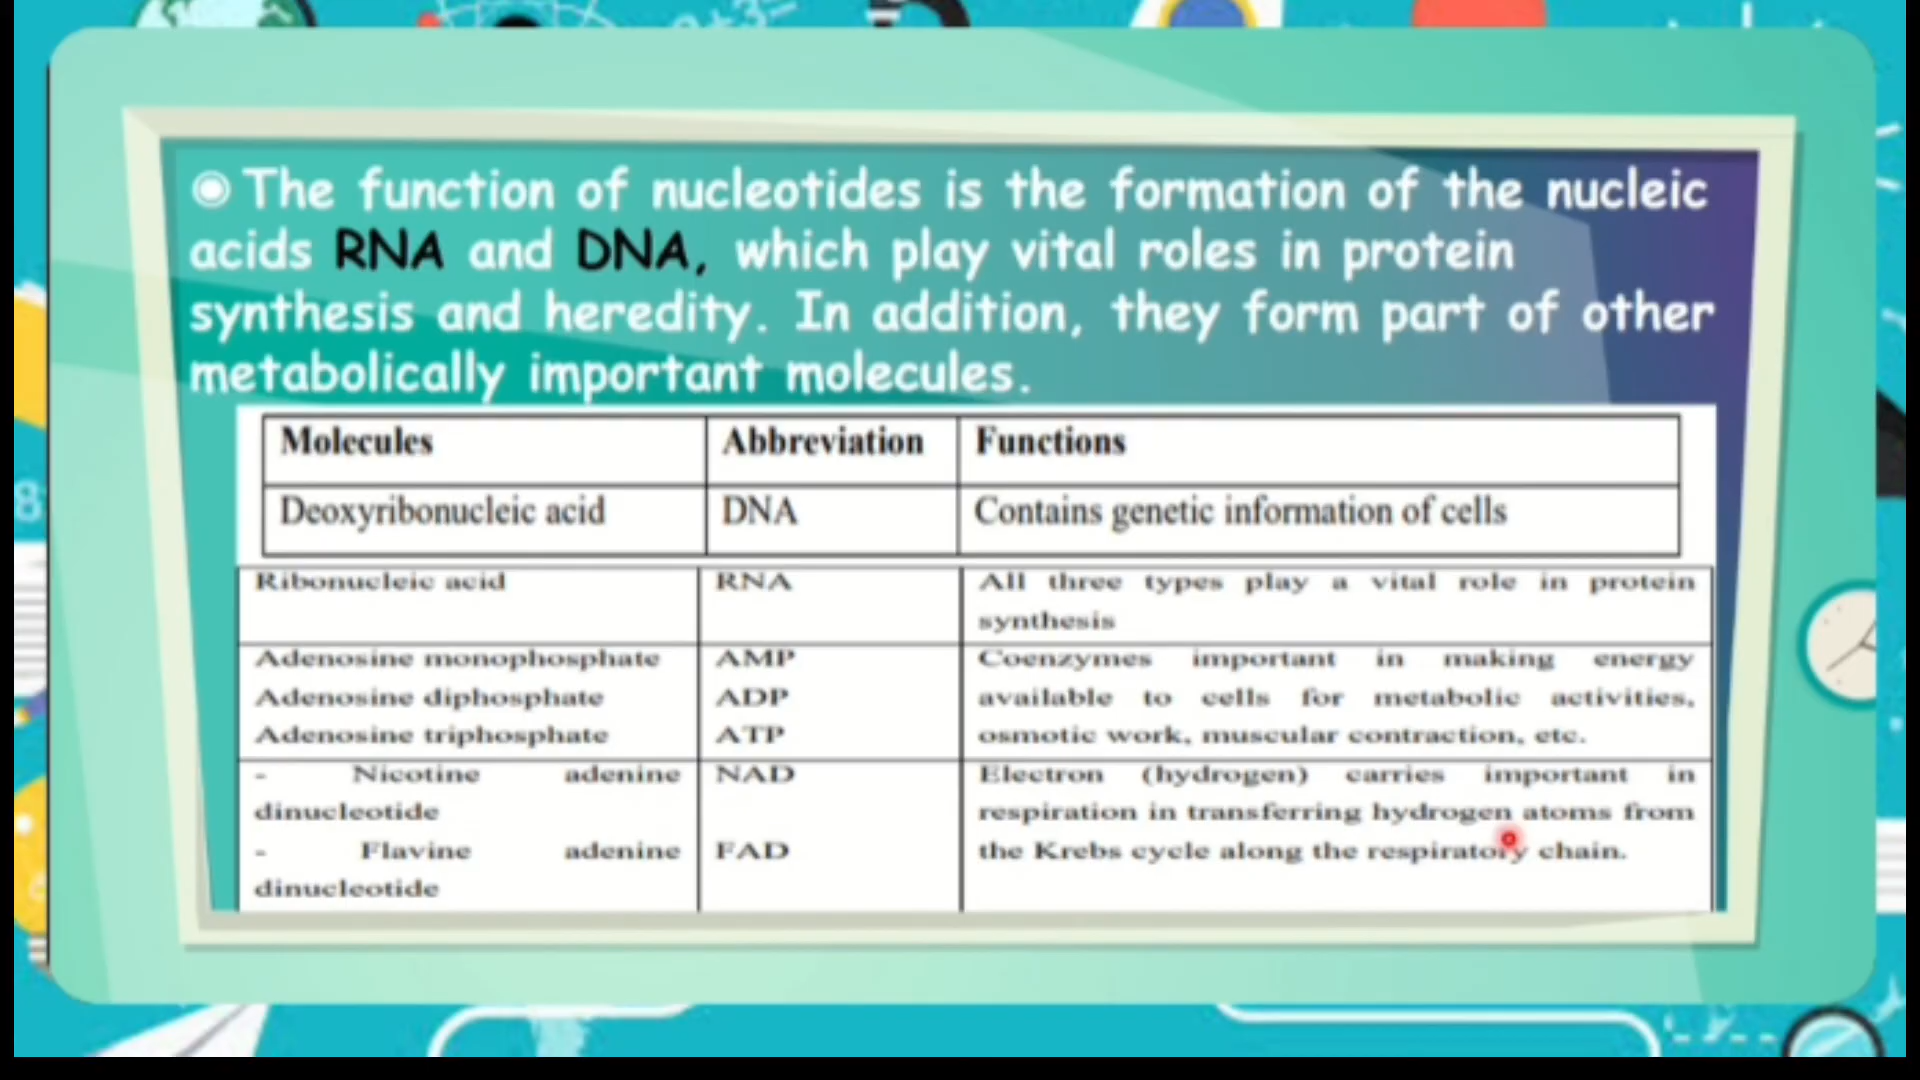 The function of nucleotides is the formation of the nucleic
acids RNA and DNA, which play vital roles in protein
synthesis and heredity. In addition, they form part of other
metabolically important molecules.
Molecules Abbreviation Functions
Deoxyribonucleic acid DNA Contains genetic information of cells
Ribonucleic acid RNA All three types play a vital role in protein
synthesis
Adenosine monophosphate AMP Coenzymes important in making energy
Adenosine diphosphate ADP available to cells for metabolic activities,
Adenosine triphosphate ATP osmotic work, muscular contraction, etc.
- Nicotine adenine NAD Electron (hydrogen) carries important in
dinucleotide respiration in transferring hydrogen atoms from
- Flavine adenine FAD the Krebs cycle along the respiratory chain.
dinucleotide